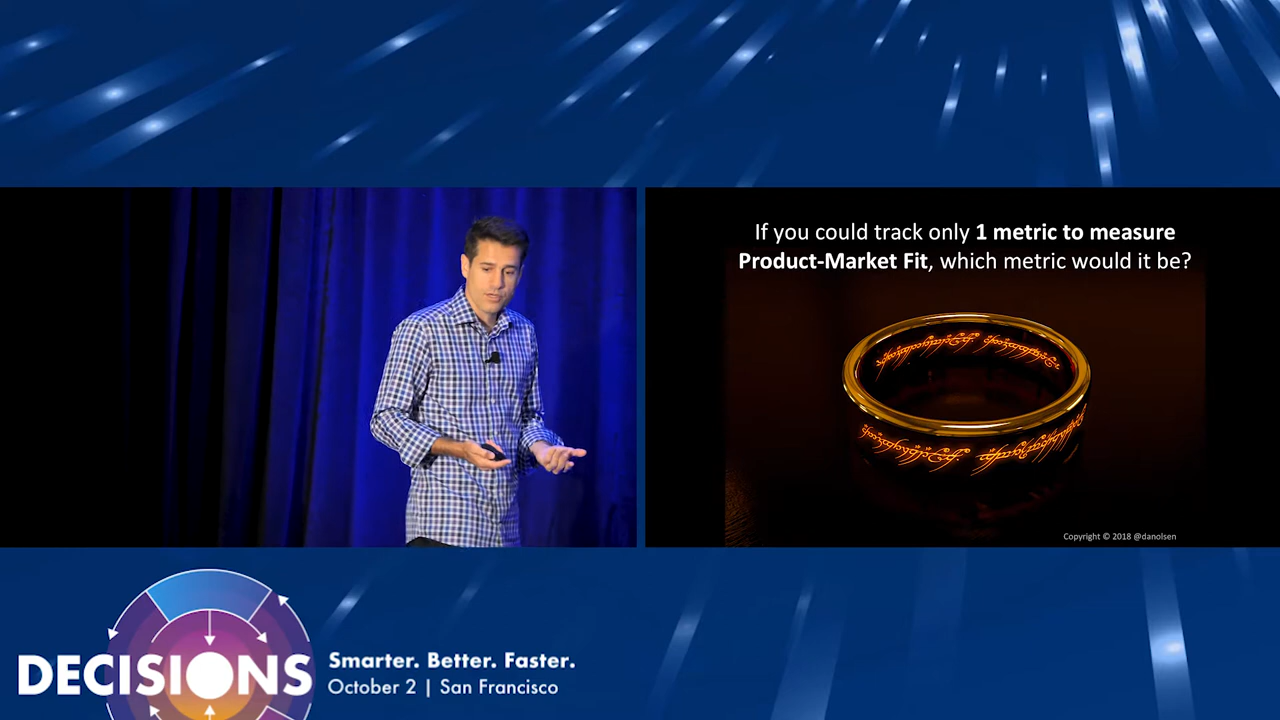 If you could track only 1 metric to measure
Product-Market Fit, which metric would it be?
Copyright © 2018 @danolsen
DECISIONS
Smarter. Better. Faster.
October 2 | San Francisco